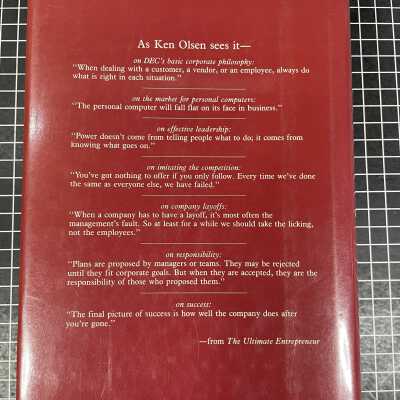 As Ken Olsen sees it—
on DEC's basic corporate philosophy:
"When dealing with a customer, a vendor, or an employee, always do
what is right in each situation."
on the market for personal computers:
"The personal computer will fall flat on its face in business."
on effective leadership:
"Power doesn't come from telling people what to do; it comes from
knowing what goes on."
on imitating the competition:
"You've got nothing to offer if you only follow. Every time we've done
the same as everyone else, we have failed."
on company layoffs:
"When a company has to have a layoff, it's most often the
management's fault. So at least for a while we should take the licking,
not the employees."
on responsibility:
"Plans are proposed by managers or teams. They may be rejected
until they fit corporate goals. But when they are accepted, they are the
responsibility of those who proposed them."
on success:
"The final picture of success is how well the company does after
you're gone."
—from The Ultimate Entrepreneur